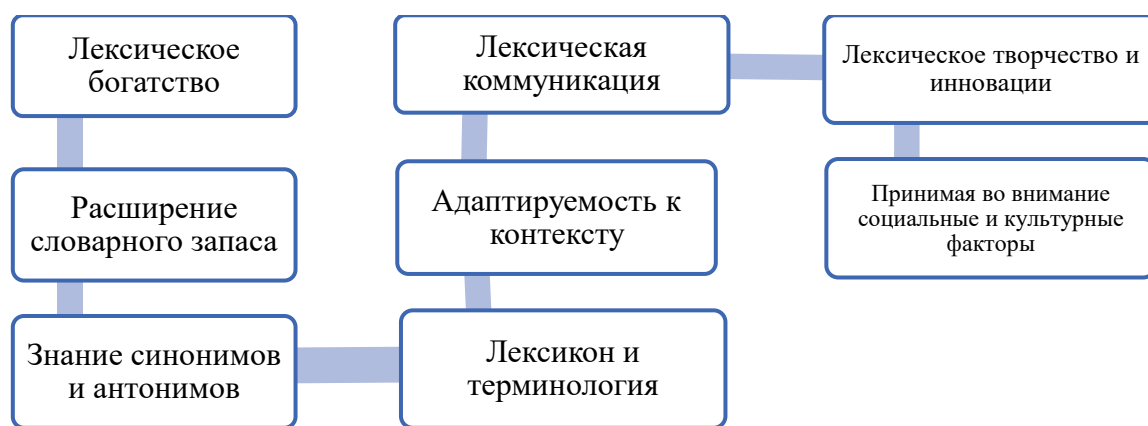 Лексическое
богатство
Расширение
словарного запаса
Знание синонимов
и антонимов
Лексикон и
терминология
Адаптируемость к
контексту
Лексическая
коммуникация
Лексическое творчество и
инновации
Принимая во внимание
социальные и культурные
факторы